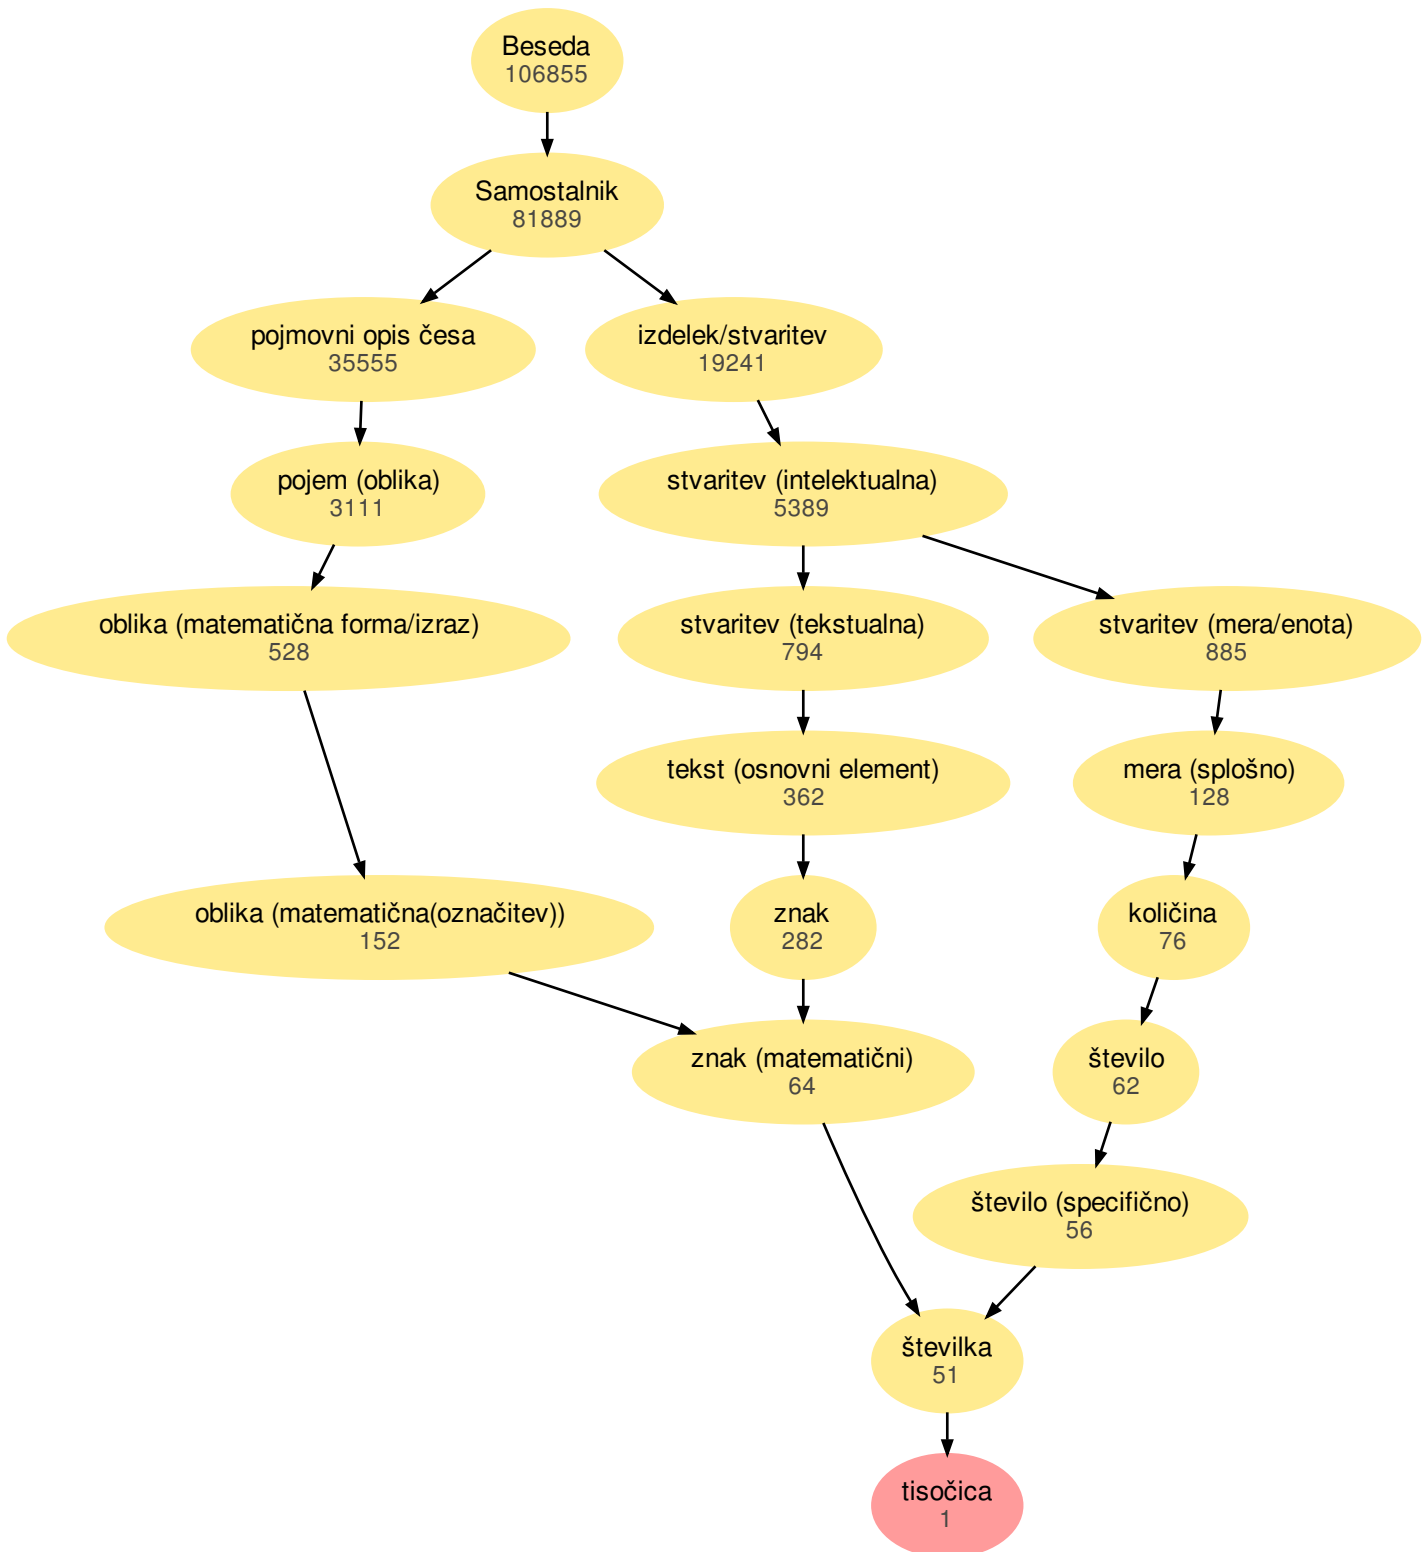 Beseda
106855
Samostalnik
81889
pojmovni opis česa
35555
izdelek/stvaritev
19241
pojem (oblika)
3111
stvaritev (intelektualna)
5389
oblika (matematična forma/izraz)
528
stvaritev (tekstualna)
794
stvaritev (mera/enota)
885
tekst (osnovni element)
362
mera (splošno)
128
oblika (matematična(označitev))
152
znak
282
količina
76
znak (matematični)
64
število
62
število (specifično)
56
številka
51
tisočica
1